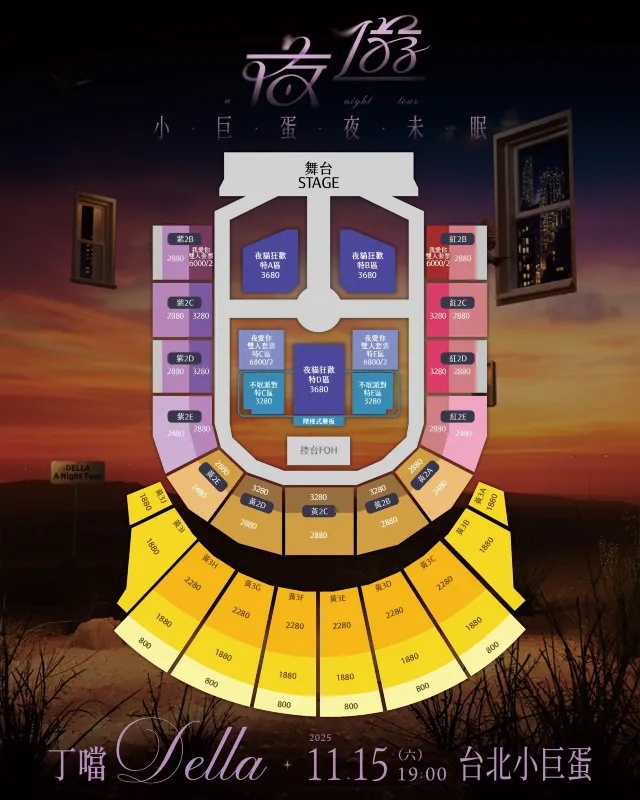 夜遊
a night tour
小·巨·蛋·夜·未·眠
舞台
STAGE
夜貓狂歡
特A區
3680
夜貓狂歡
特B區
3680
紫2B
2880
我愛你
雙人套票
6000/2
紅2B
我愛你
雙人套票
6000/2
2880
紫2C
2880 3280
紅2C
3280 2880
我愛你
雙人套票
特C區
6800/2
夜貓狂歡
特D區
3680
我愛你
雙人套票
特E區
6800/2
紫2D
2880 3280
紅2D
3280 2880
不眠派對
特C區
3280
不眠派對
特E區
3280
階梯式舞板
紫2E
2480 2880
紅2E
2880 2480
控台FOH
DELLA
A Night Tour
2880
黃2E
2480
3280
黃2D
2880
3280
黃2C
2880
3280
黃2B
2880
2880
黃2A
2480
黃3J
1880
黃3I
1880
黃3H
2280
1880
800
黃3G
2280
1880
800
黃3F
2280
1880
800
黃3E
2280
1880
800
黃3D
2280
1880
800
黃3C
2280
1880
800
黃3B
1880
黃3A
1880
丁噹 Della + 2025 11.15 (六) 19:00 台北小巨蛋